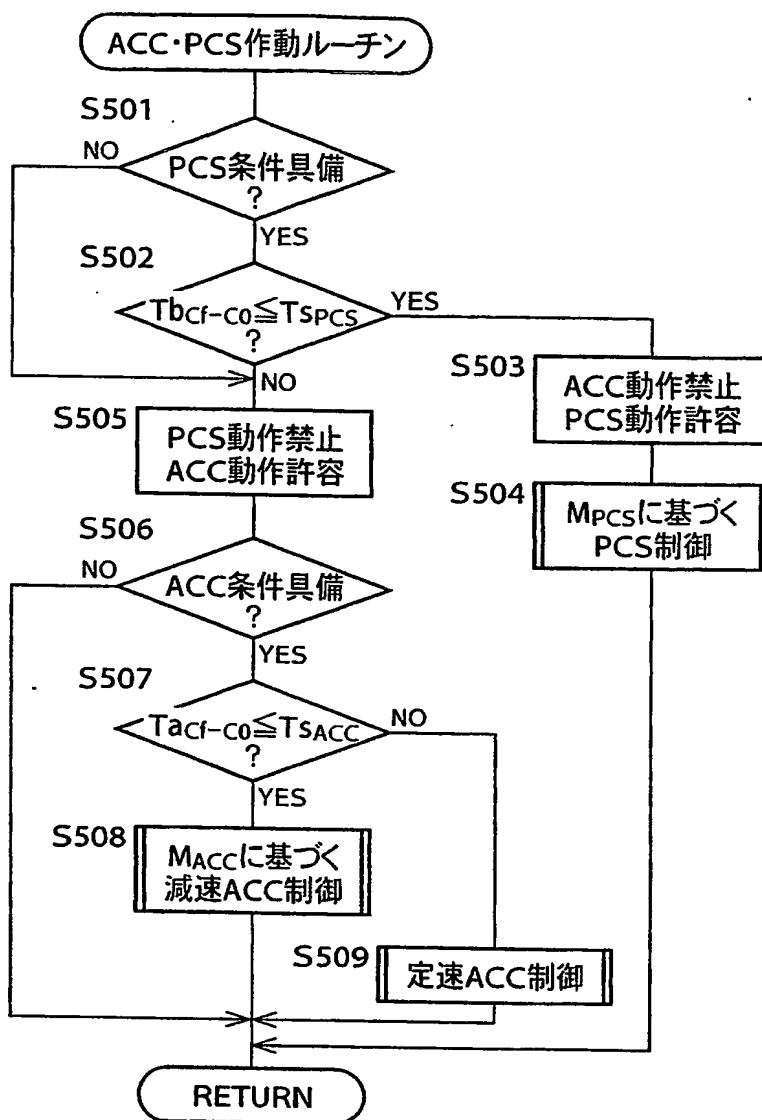 ACC・PCS作動ルーチン
S501
NO
PCS条件具備
?
YES
S502
TbCf-C0≦TsPCS
?
YES
NO
S503
ACC動作禁止
PCS動作許容
S504
MPCSに基づく
PCS制御
S505
PCS動作禁止
ACC動作許容
S506
NO
ACC条件具備
?
YES
S507
TaCf-C0≦TsACC
?
NO
YES
S508
MACCに基づく
減速ACC制御
S509
定速ACC制御
RETURN